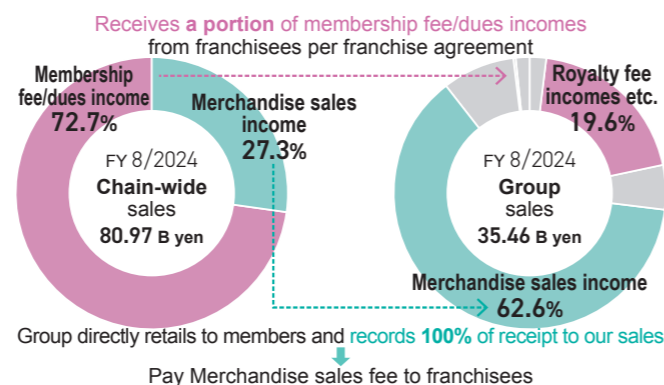 Receives a portion of membership fee/dues incomes
from franchisees per franchise agreement
Membership
fee/dues income
72.7%
Merchandise sales
income
27.3%
FY 8/2024
Chain-wide
sales
80.97 B yen
Royalty fee
incomes etc.
19.6%
FY 8/2024
Group
sales
35.46 B yen
Merchandise sales income
62.6%
Group directly retails to members and records 100% of receipt to our sales
Pay Merchandise sales fee to franchisees